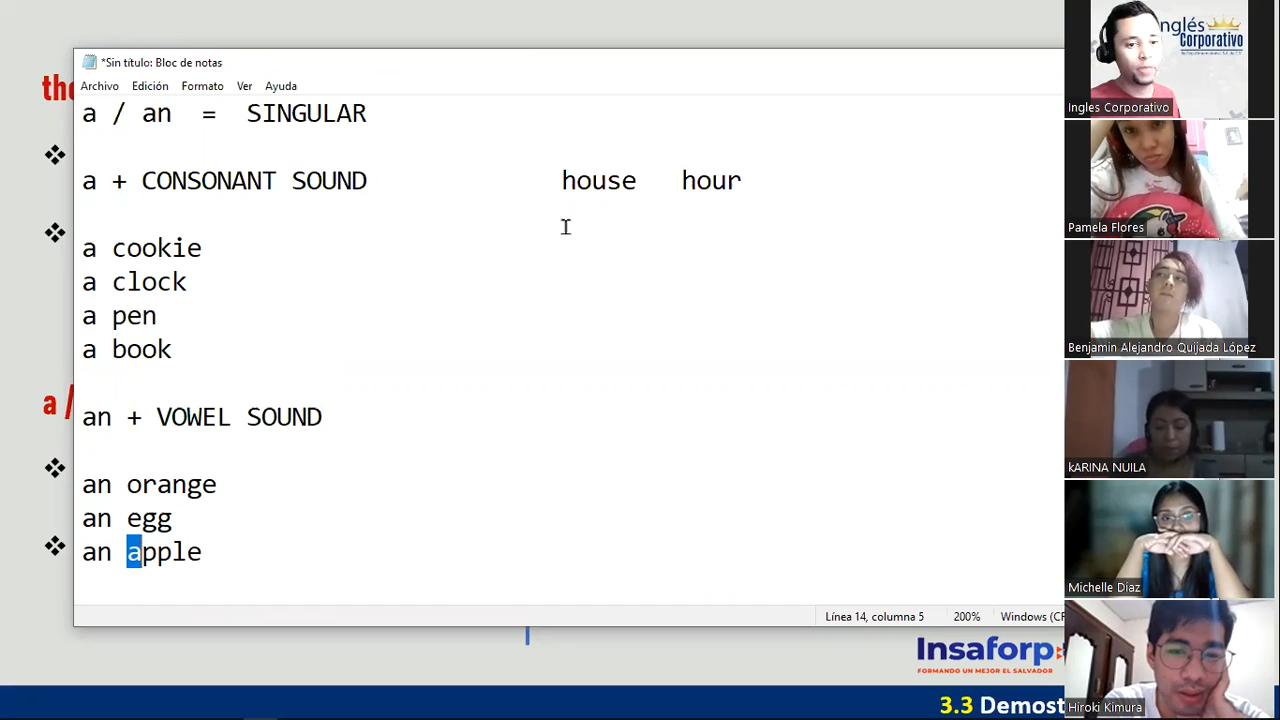 *Sin título: Bloc de notas
Archivo Edición Formato Ver Ayuda
the
a / an = SINGULAR
a + CONSONANT SOUND house hour
a cookie
a clock
a pen
a book
a /
an + VOWEL SOUND
an orange
an egg
an apple
Línea 14, columna 5 200% Windows (CR
Insaforp
FORMANDO UN MEJOR EL SALVADOR
3.3 Demost
Inglés
Corporativo
Ingles Corporativo
Pamela Flores
Benjamin Alejandro Quijada López
kARINA NUILA
Michelle Diaz
Hiroki Kimura